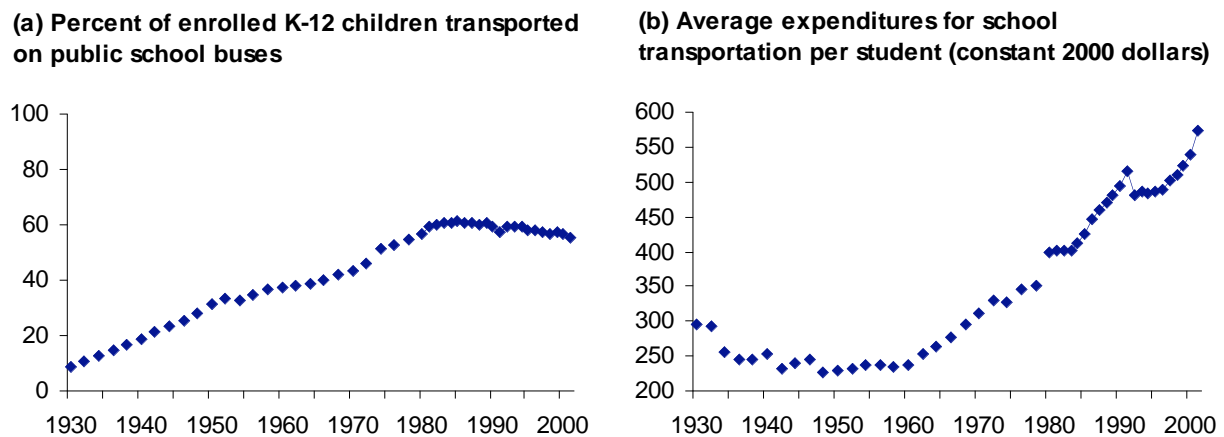 (a) Percent of enrolled K-12 children transported
on public school buses
100
80
60
40
20
0
1930 1940 1950 1960 1970 1980 1990 2000
(b) Average expenditures for school
transportation per student (constant 2000 dollars)
600
550
500
450
400
350
300
250
200
1930 1940 1950 1960 1970 1980 1990 2000